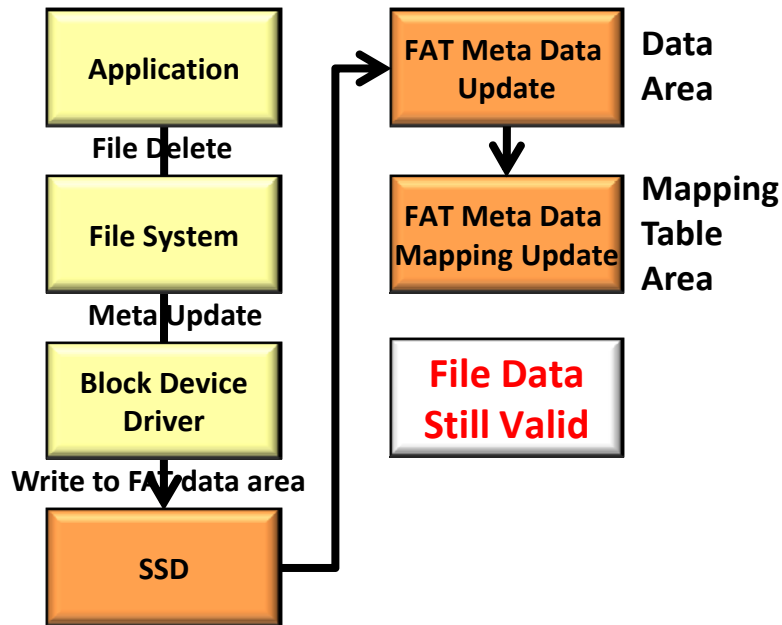 Application
File Delete
File System
Meta Update
Block Device
Driver
Write to FAT data area
SSD
FAT Meta Data
Update
Data
Area
FAT Meta Data
Mapping Update
Mapping
Table
Area
File Data
Still Valid